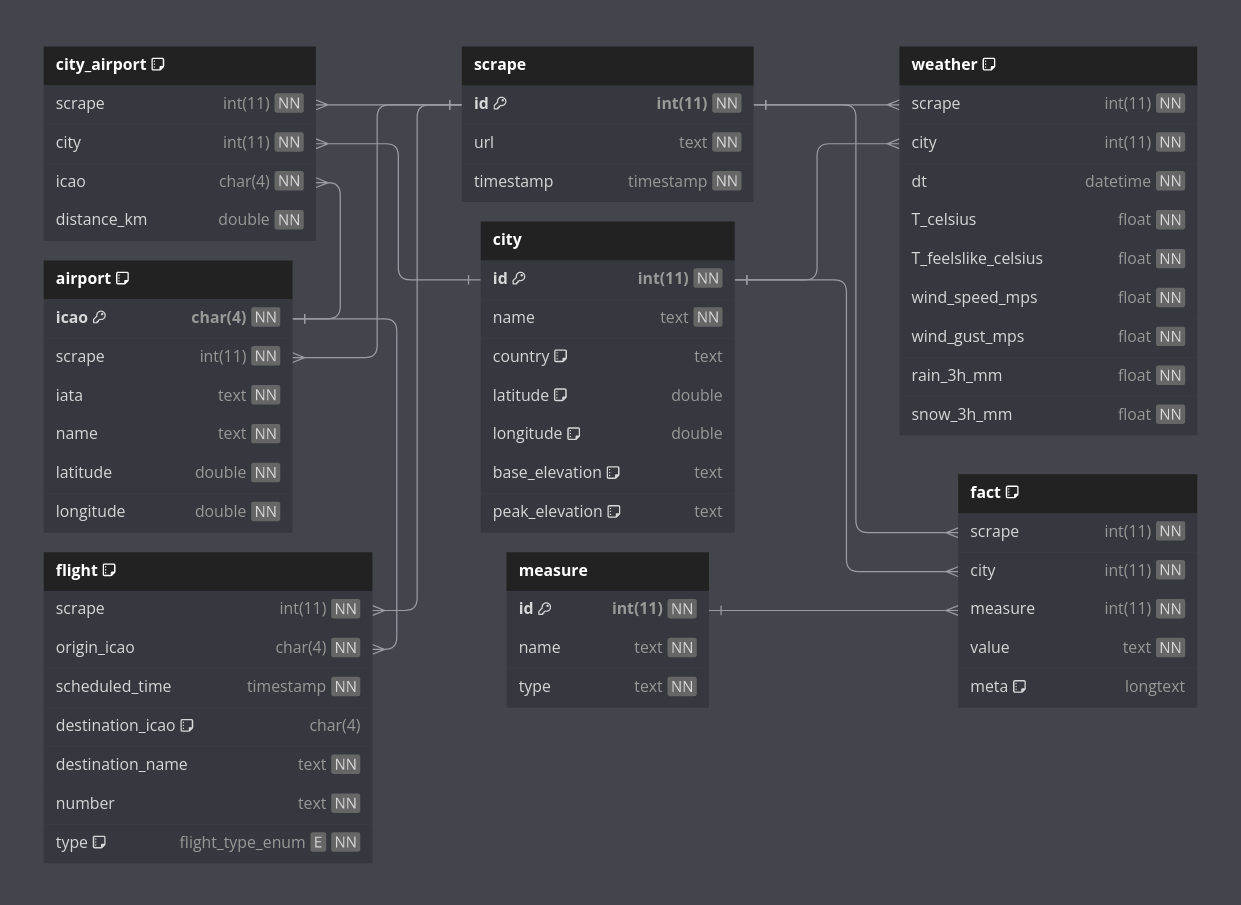 city_airport
scrape int(11) NN
city int(11) NN
icao char(4) NN
distance_km double NN
airport
icao char(4) NN
scrape int(11) NN
iata text NN
name text NN
latitude double NN
longitude double NN
flight
scrape int(11) NN
origin_icao char(4) NN
scheduled_time timestamp NN
destination_icao char(4)
destination_name text NN
number text NN
type flight_type_enum E NN
scrape
id int(11) NN
url text NN
timestamp timestamp NN
city
id int(11) NN
name text NN
country text
latitude double
longitude double
base_elevation text
peak_elevation text
measure
id int(11) NN
name text NN
type text NN
weather
scrape int(11) NN
city int(11) NN
dt datetime NN
T_celsius float NN
T_feelslike_celsius float NN
wind_speed_mps float NN
wind_gust_mps float NN
rain_3h_mm float NN
snow_3h_mm float NN
fact
scrape int(11) NN
city int(11) NN
measure int(11) NN
value text NN
meta longtext